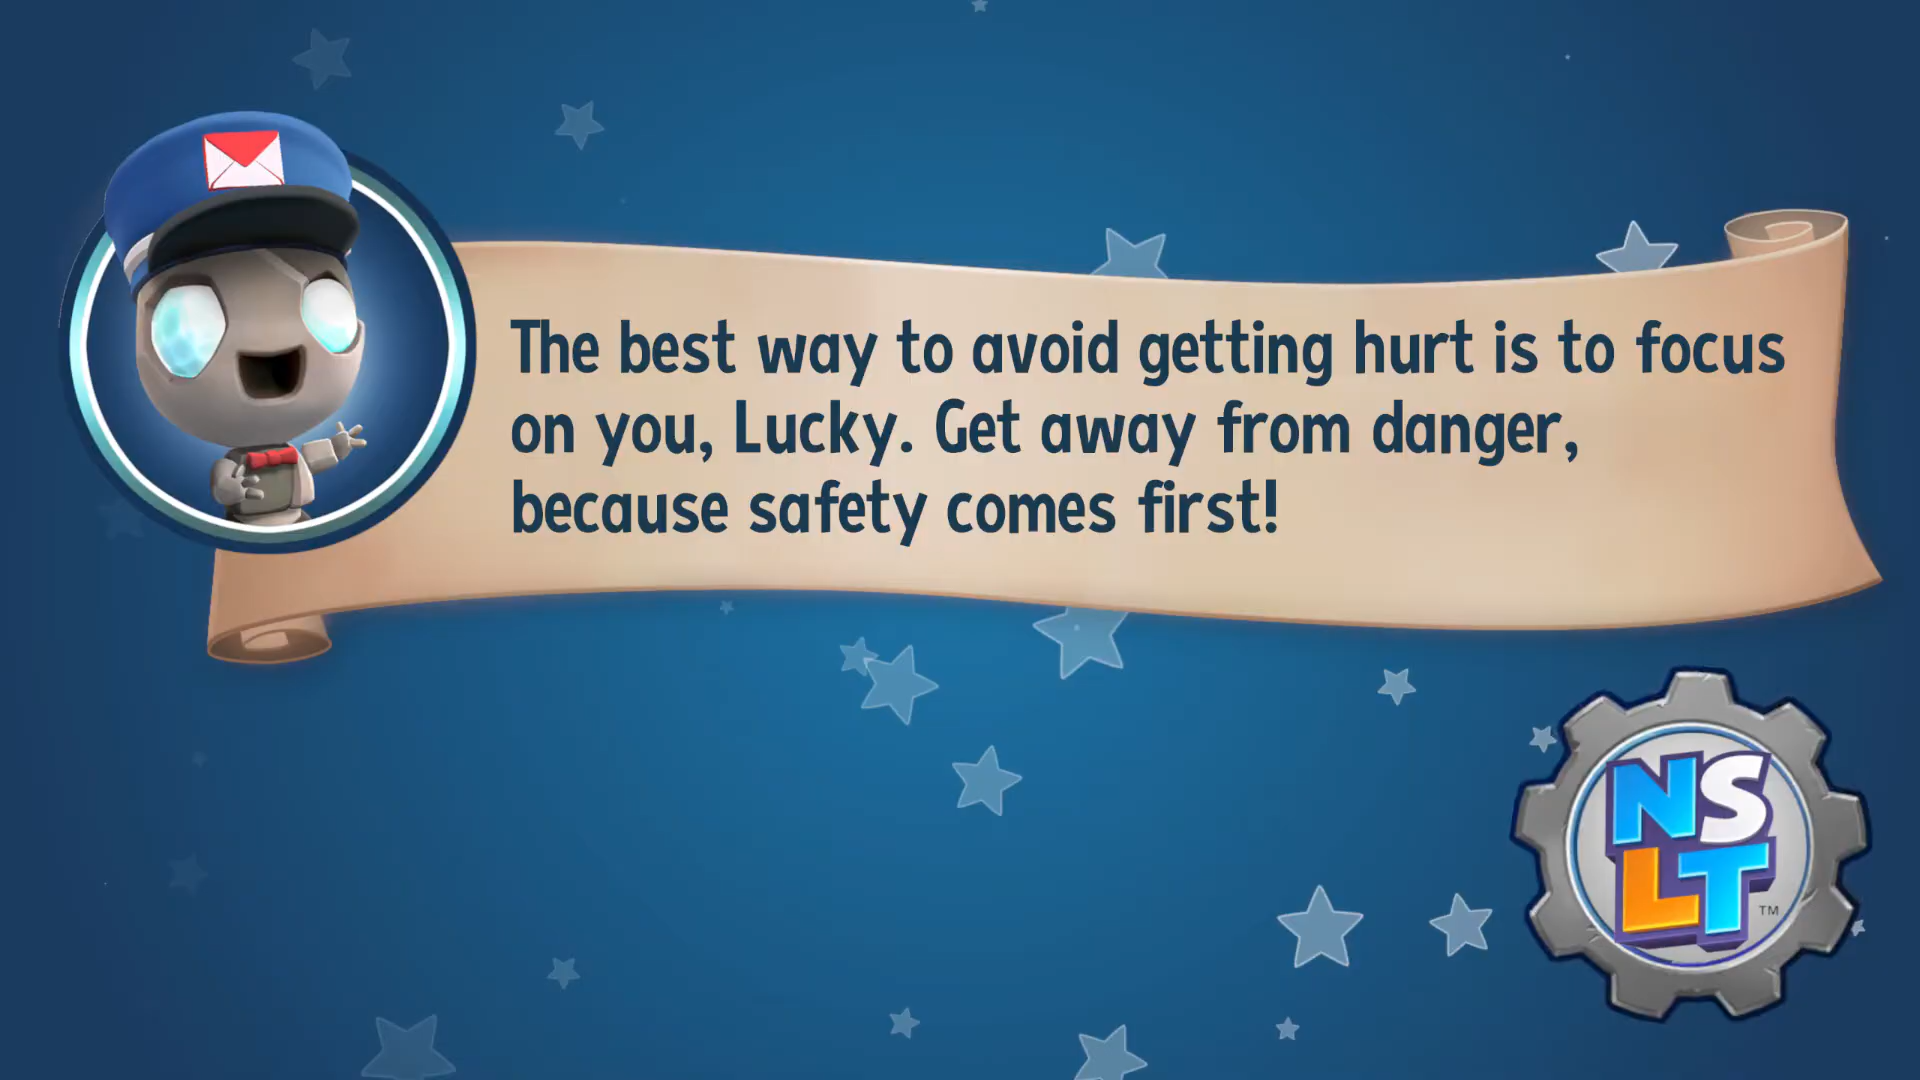 The best way to avoid getting hurt is to focus
on you, Lucky. Get away from danger,
because safety comes first!
NS
LT
TM